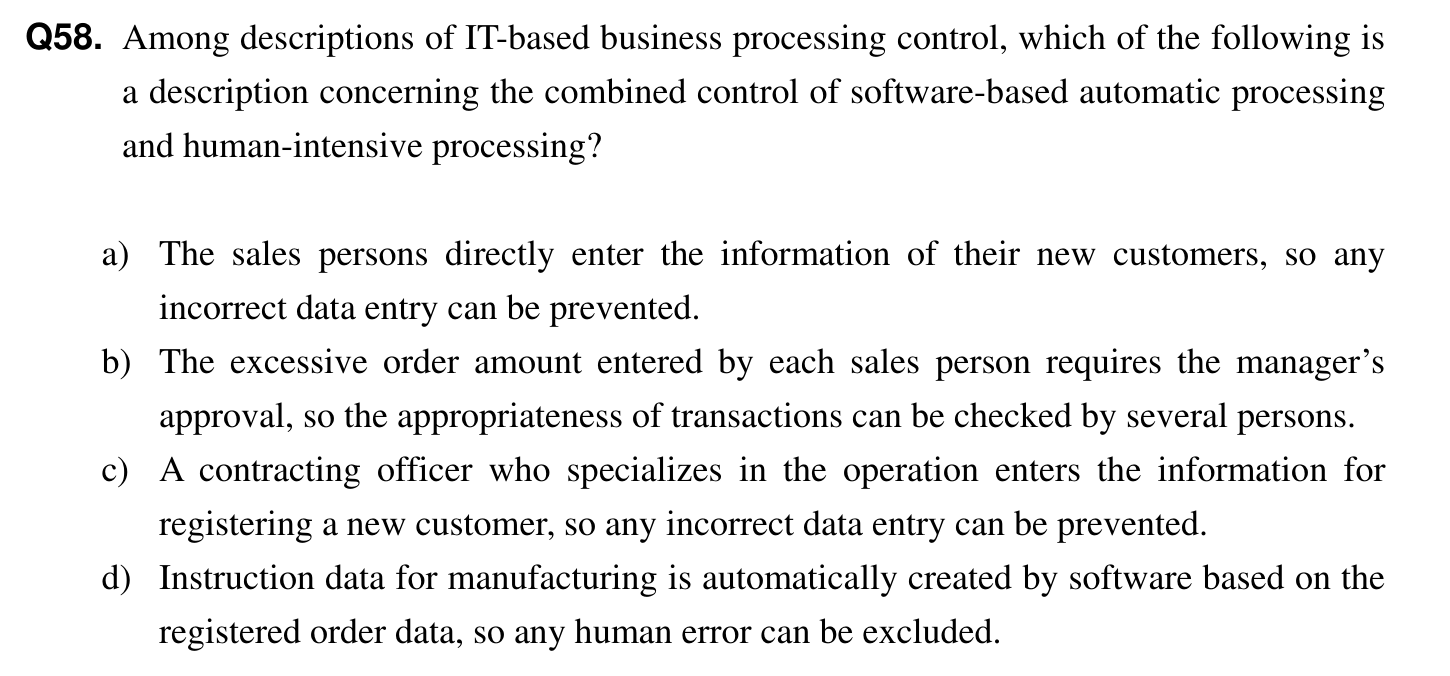 Q58. Among descriptions of IT-based business processing control, which of the following is
a description concerning the combined control of software-based automatic processing
and human-intensive processing?
a) The sales persons directly enter the information of their new customers, so any
incorrect data entry can be prevented.
b) The excessive order amount entered by each sales person requires the manager’s
approval, so the appropriateness of transactions can be checked by several persons.
c) A contracting officer who specializes in the operation enters the information for
registering a new customer, so any incorrect data entry can be prevented.
d) Instruction data for manufacturing is automatically created by software based on the
registered order data, so any human error can be excluded.